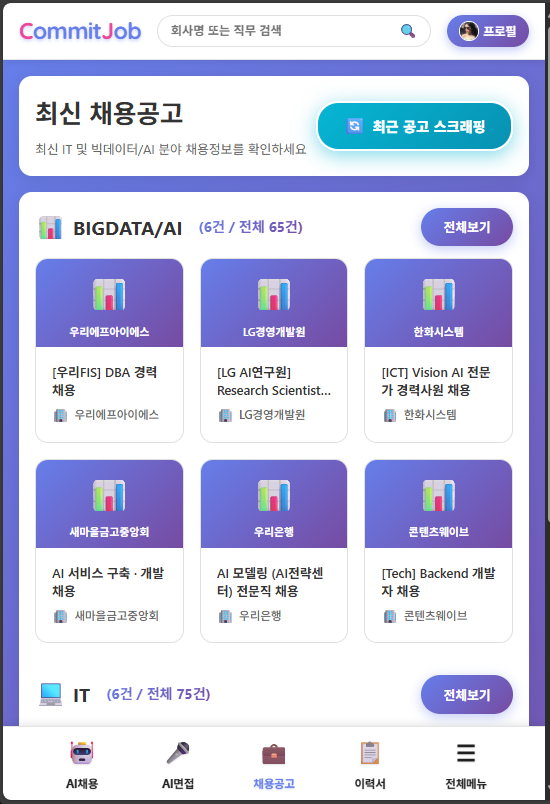 CommitJob
회사명 또는 직무 검색
프로필
최신 채용공고
최신 IT 및 빅데이터/AI 분야 채용정보를 확인하세요
최근 공고 스크래핑
BIGDATA/AI (6건 / 전체 65건)
전체보기
우리에프아이에스
[우리FIS] DBA 경력
채용
우리에프아이에스
LG경영개발원
[LG AI연구원]
Research Scientist...
LG경영개발원
한화시스템
[ICT] Vision AI 전문
가 경력사원 채용
한화시스템
새마을금고중앙회
AI 서비스 구축 · 개발
채용
새마을금고중앙회
우리은행
AI 모델링 (AI전략센
터) 전문직 채용
우리은행
콘텐츠웨이브
[Tech] Backend 개발
자 채용
콘텐츠웨이브
IT (6건 / 전체 75건)
전체보기
AI채용
AI면접
채용공고
이력서
전체메뉴